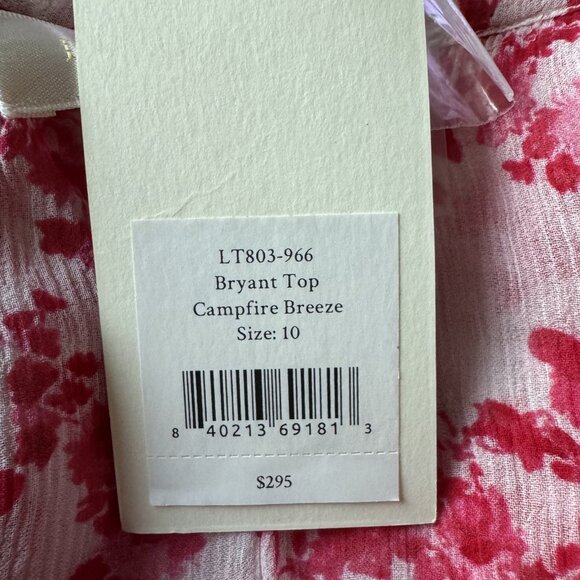 LT803-966
Bryant Top
Campfire Breeze
Size: 10
8 40213 69181 3
$295